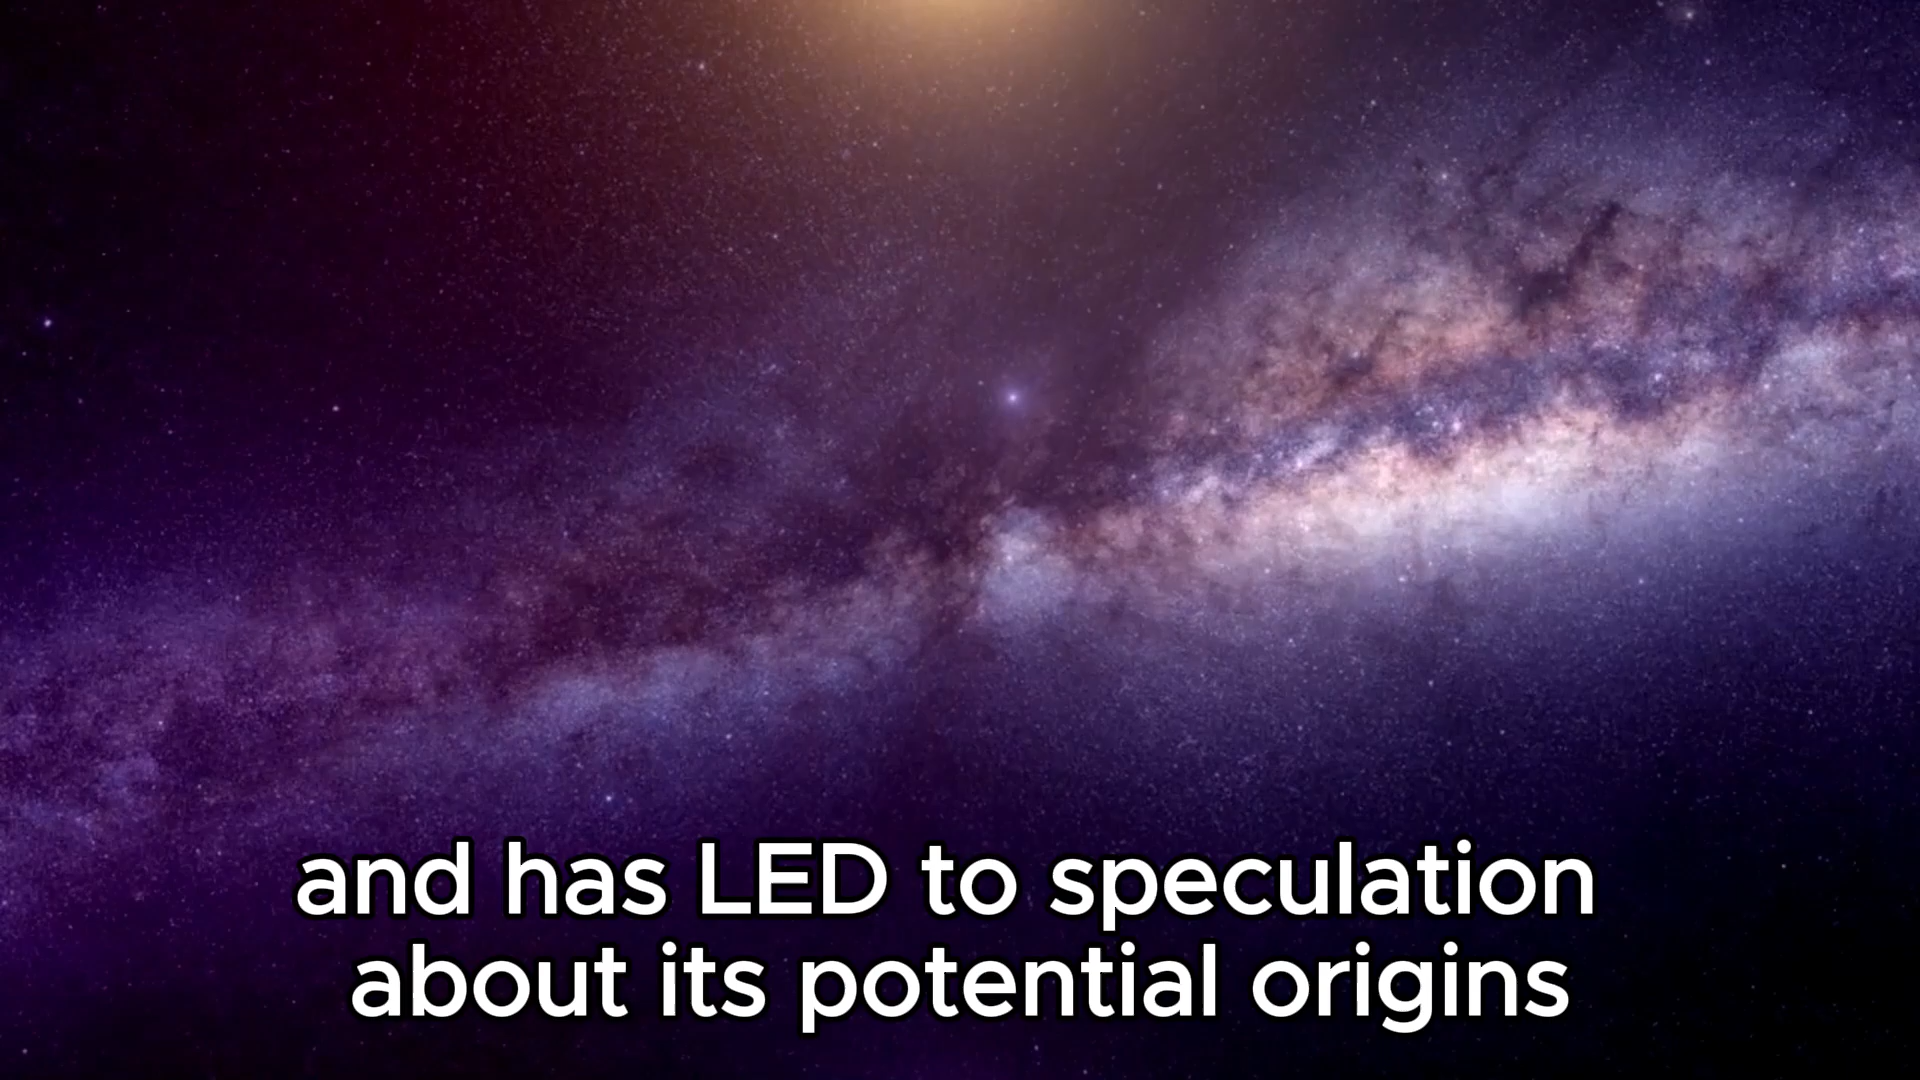 and has LED to speculation
about its potential origins